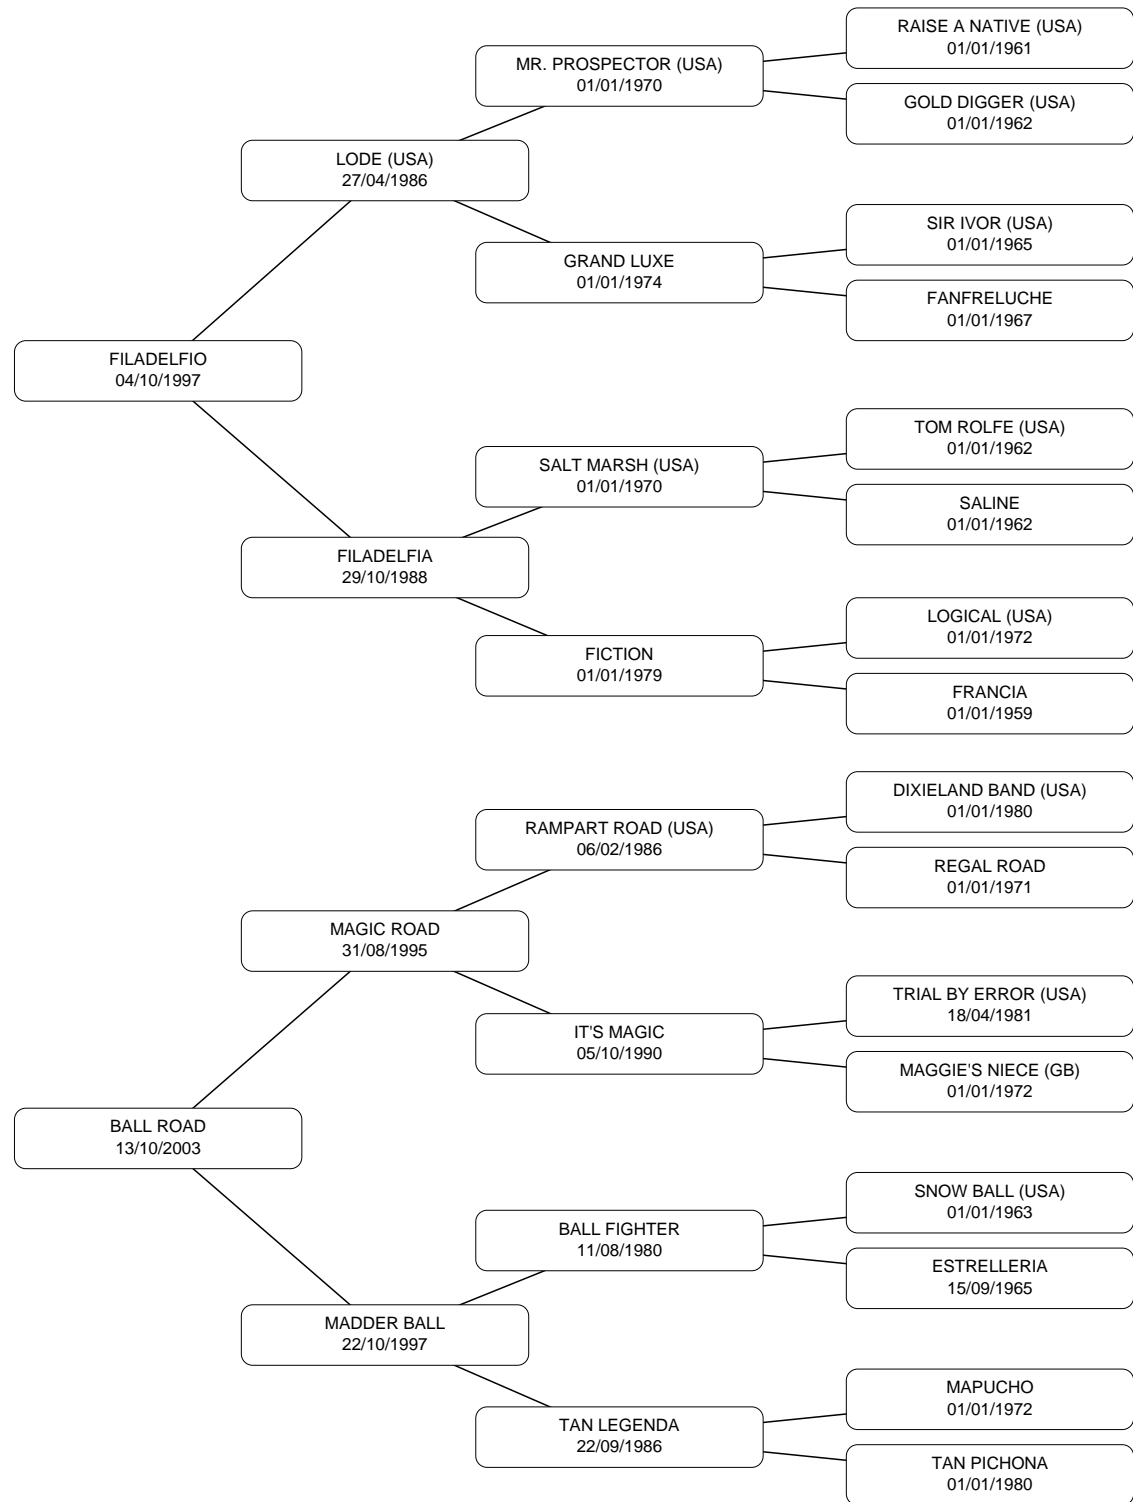 RAISE A NATIVE (USA)
01/01/1961
MR. PROSPECTOR (USA)
01/01/1970
GOLD DIGGER (USA)
01/01/1962
LODE (USA)
27/04/1986
SIR IVOR (USA)
01/01/1965
GRAND LUXE
01/01/1974
FANFRELUCHE
01/01/1967
FILADELFIO
04/10/1997
TOM ROLFE (USA)
01/01/1962
SALT MARSH (USA)
01/01/1970
SALINE
01/01/1962
FILADELFIA
29/10/1988
LOGICAL (USA)
01/01/1972
FICTION
01/01/1979
FRANCIA
01/01/1959
DIXIELAND BAND (USA)
01/01/1980
RAMPART ROAD (USA)
06/02/1986
REGAL ROAD
01/01/1971
MAGIC ROAD
31/08/1995
TRIAL BY ERROR (USA)
18/04/1981
IT'S MAGIC
05/10/1990
MAGGIE'S NIECE (GB)
01/01/1972
BALL ROAD
13/10/2003
SNOW BALL (USA)
01/01/1963
BALL FIGHTER
11/08/1980
ESTRELLERIA
15/09/1965
MADDER BALL
22/10/1997
MAPUCHO
01/01/1972
TAN LEGENDA
22/09/1986
TAN PICHONA
01/01/1980